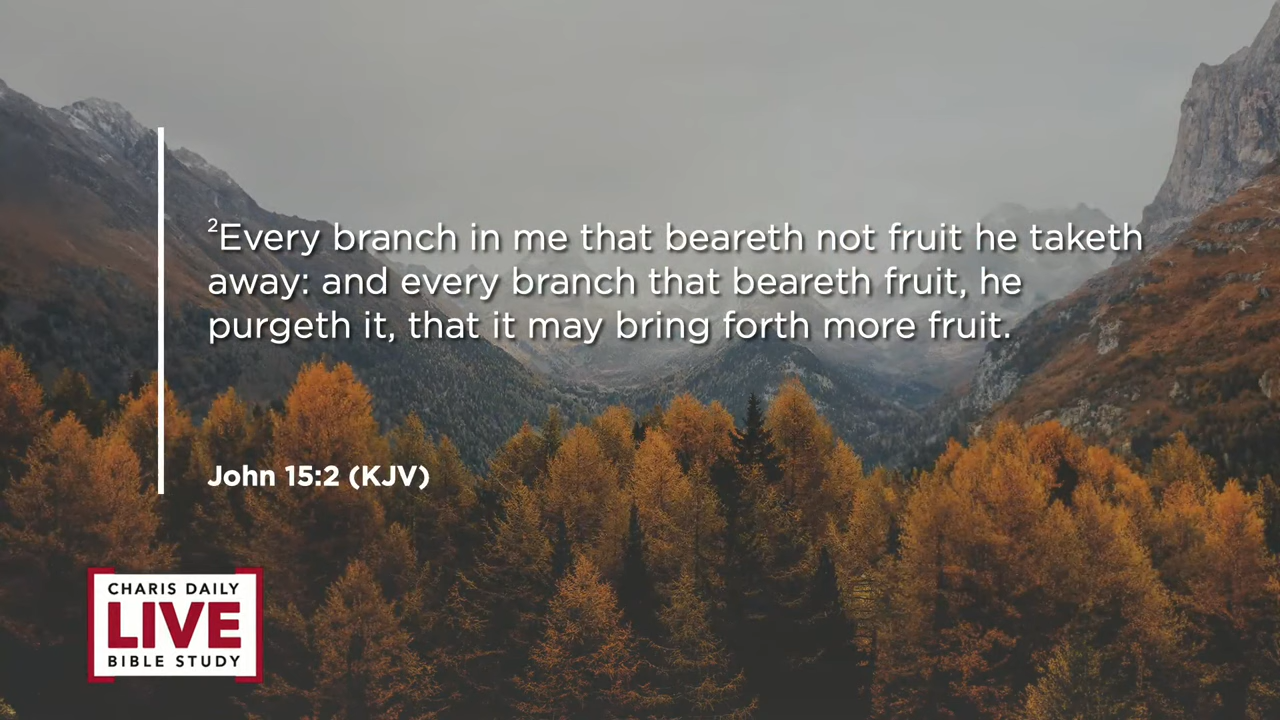 ²Every branch in me that beareth not fruit he taketh
away: and every branch that beareth fruit, he
purgeth it, that it may bring forth more fruit.
John 15:2 (KJV)
CHARIS DAILY
LIVE
BIBLE STUDY